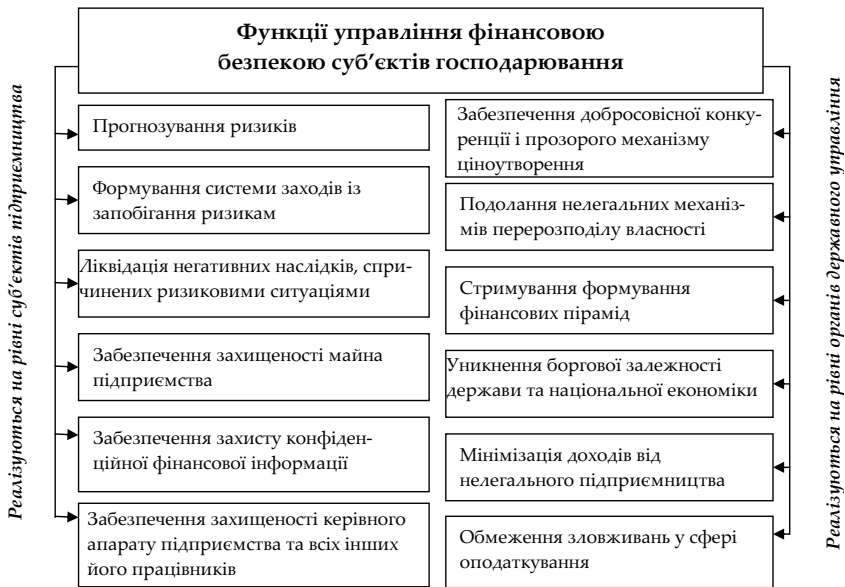 Функції управління фінансовою
безпекою суб’єктів господарювання
Реалізуються на рівні суб’єктів підприємництва
Прогнозування ризиків
Формування системи заходів із
запобігання ризикам
Ліквідація негативних наслідків, спри-
чинених ризиковими ситуаціями
Забезпечення захищеності майна
підприємства
Забезпечення захисту конфіден-
ційної фінансової інформації
Забезпечення захищеності керівного
апарату підприємства та всіх інших
його працівників
Забезпечення добросовісної конку-
ренції і прозорого механізму
ціноутворення
Подолання нелегальних механіз-
мів перерозподілу власності
Стримування формування
фінансових пірамід
Уникнення боргової залежності
держави та національної економіки
Мінімізація доходів від
нелегального підприємництва
Обмеження зловживань у сфері
оподаткування
Реалізуються на рівні органів державного управління